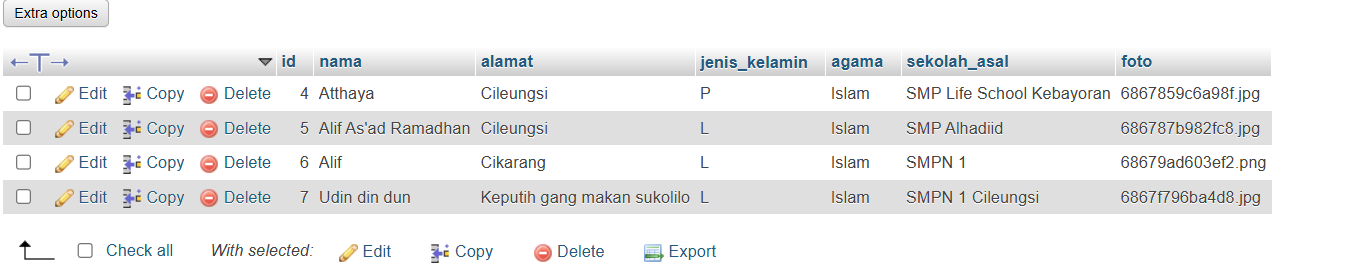 Extra options
id nama alamat jenis_kelamin agama sekolah_asal foto
Edit Copy Delete 4 Atthaya Cileungsi P Islam SMP Life School Kebayoran 6867859c6a98f.jpg
Edit Copy Delete 5 Alif As'ad Ramadhan Cileungsi L Islam SMP Alhadiid 686787b982fc8.jpg
Edit Copy Delete 6 Alif Cikarang L Islam SMPN 1 68679ad603ef2.png
Edit Copy Delete 7 Udin din dun Keputih gang makan sukolilo L Islam SMPN 1 Cileungsi 6867f796ba4d8.jpg
Check all With selected: Edit Copy Delete Export